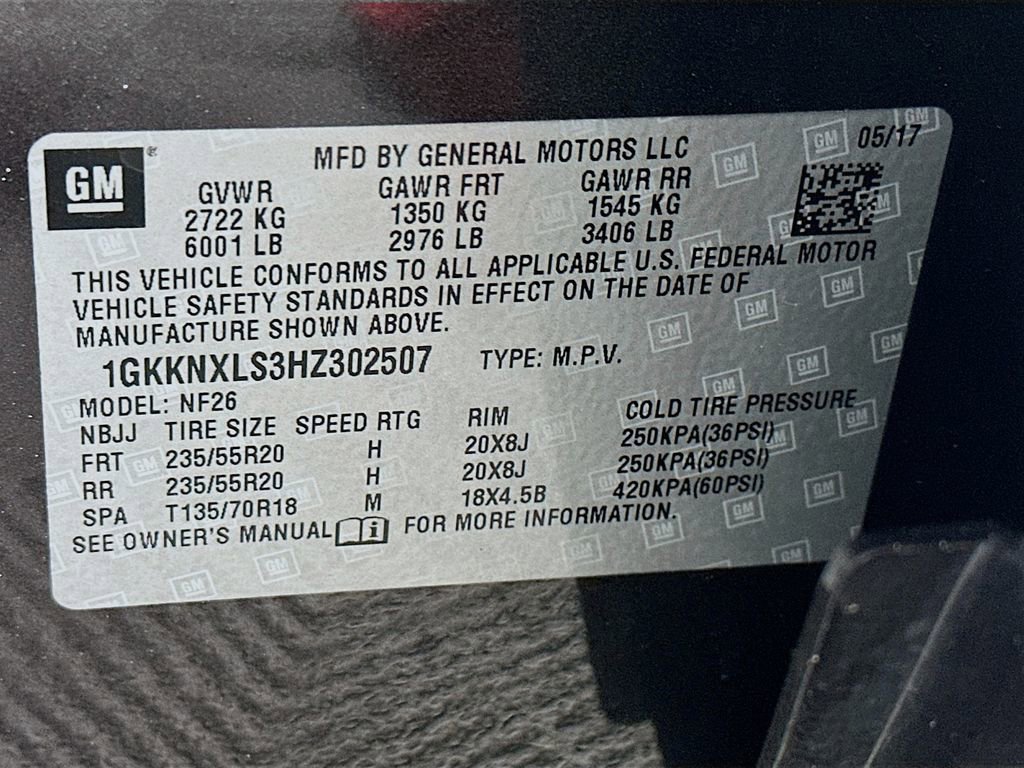 GM
MFD BY GENERAL MOTORS LLC 05/17
GVWR GAWR FRT GAWR RR
2722 KG 1350 KG 1545 KG
6001 LB 2976 LB 3406 LB
THIS VEHICLE CONFORMS TO ALL APPLICABLE U.S. FEDERAL MOTOR
VEHICLE SAFETY STANDARDS IN EFFECT ON THE DATE OF
MANUFACTURE SHOWN ABOVE.
1GKKNXLS3HZ302507 TYPE: M.P.V.
MODEL: NF26
NBJJ TIRE SIZE SPEED RTG RIM COLD TIRE PRESSURE
FRT 235/55R20 H 20X8J 250KPA(36PSI)
RR 235/55R20 H 20X8J 250KPA(36PSI)
SPA T135/70R18 M 18X4.5B 420KPA(60PSI)
SEE OWNER'S MANUAL i FOR MORE INFORMATION.